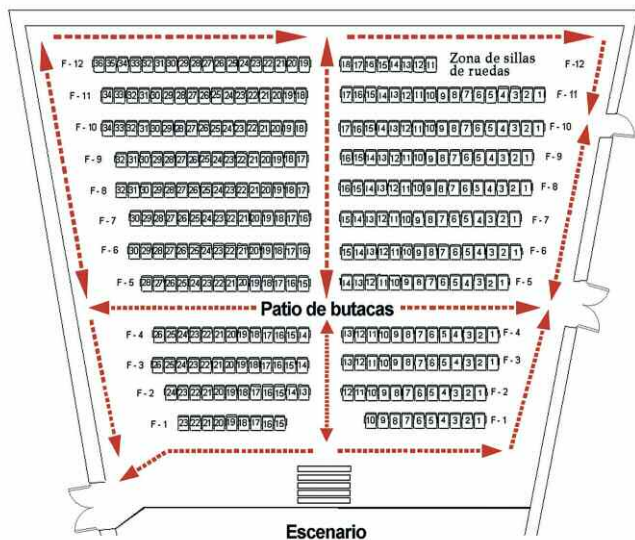 F-12 36 35 34 33 32 31 30 29 28 27 26 25 24 23 22 21 20 19 18 17 16 15 14 13 12 11 Zona de sillas F-12
de ruedas
F-11 34 33 32 31 30 29 28 27 26 25 24 23 22 21 20 19 18 17 16 15 14 13 12 11 10 9 8 7 6 5 4 3 2 1 F-11
F-10 34 33 32 31 30 29 28 27 26 25 24 23 22 21 20 19 18 17 16 15 14 13 12 11 10 9 8 7 6 5 4 3 2 1 F-10
F-9 32 31 30 29 28 27 26 25 24 23 22 21 20 19 18 17 16 15 14 13 12 11 10 9 8 7 6 5 4 3 2 1 F-9
F-8 32 31 30 29 28 27 26 25 24 23 22 21 20 19 18 17 16 15 14 13 12 11 10 9 8 7 6 5 4 3 2 1 F-8
F-7 30 29 28 27 26 25 24 23 22 21 20 19 18 17 16 15 14 13 12 11 10 9 8 7 6 5 4 3 2 1 F-7
F-6 30 29 28 27 26 25 24 23 22 21 20 19 18 17 16 15 14 13 12 11 10 9 8 7 6 5 4 3 2 1 F-6
F-5 28 27 26 25 24 23 22 21 20 19 18 17 16 15 14 13 12 11 10 9 8 7 6 5 4 3 2 1 F-5
Patio de butacas
F-4 26 25 24 23 22 21 20 19 18 17 16 15 14 13 12 11 10 9 8 7 6 5 4 3 2 1 F-4
F-3 26 25 24 23 22 21 20 19 18 17 16 15 14 13 12 11 10 9 8 7 6 5 4 3 2 1 F-3
F-2 24 23 22 21 20 19 18 17 16 15 14 13 12 11 10 9 8 7 6 5 4 3 2 1 F-2
F-1 23 22 21 20 19 18 17 16 15 10 9 8 7 6 5 4 3 2 1 F-1
Escenario